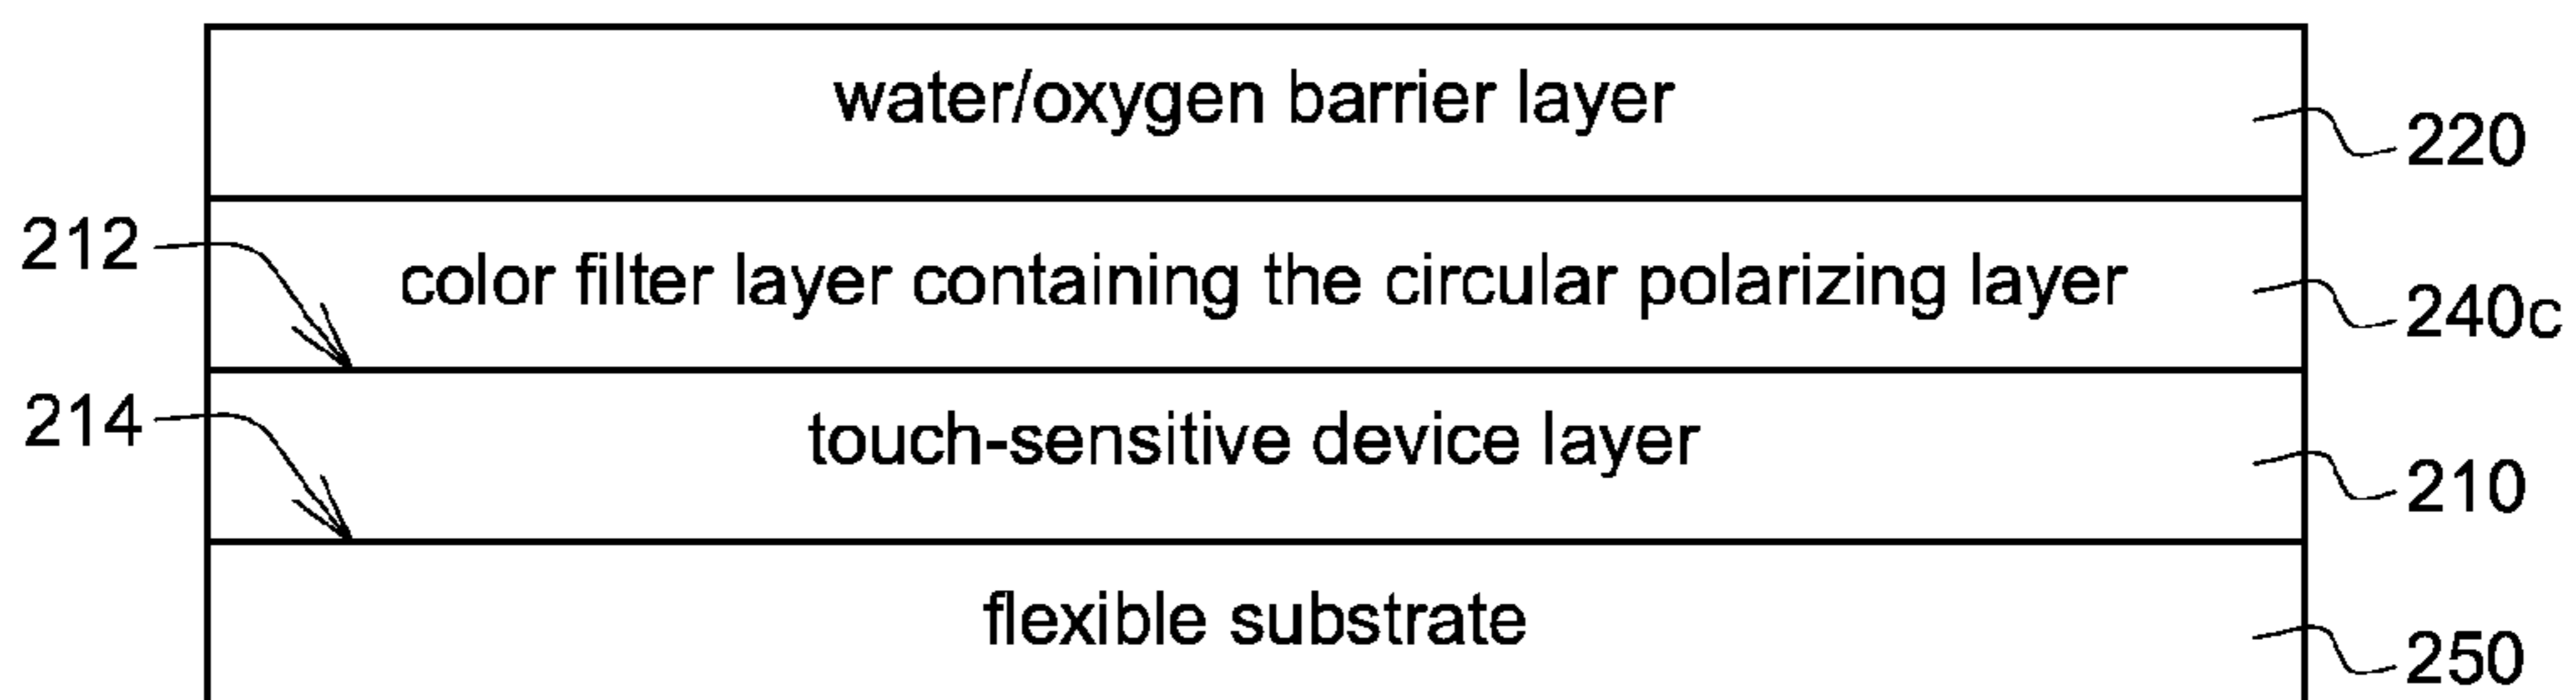 water/oxygen barrier layer
220
212
color filter layer containing the circular polarizing layer
240c
214
touch-sensitive device layer
210
flexible substrate
250